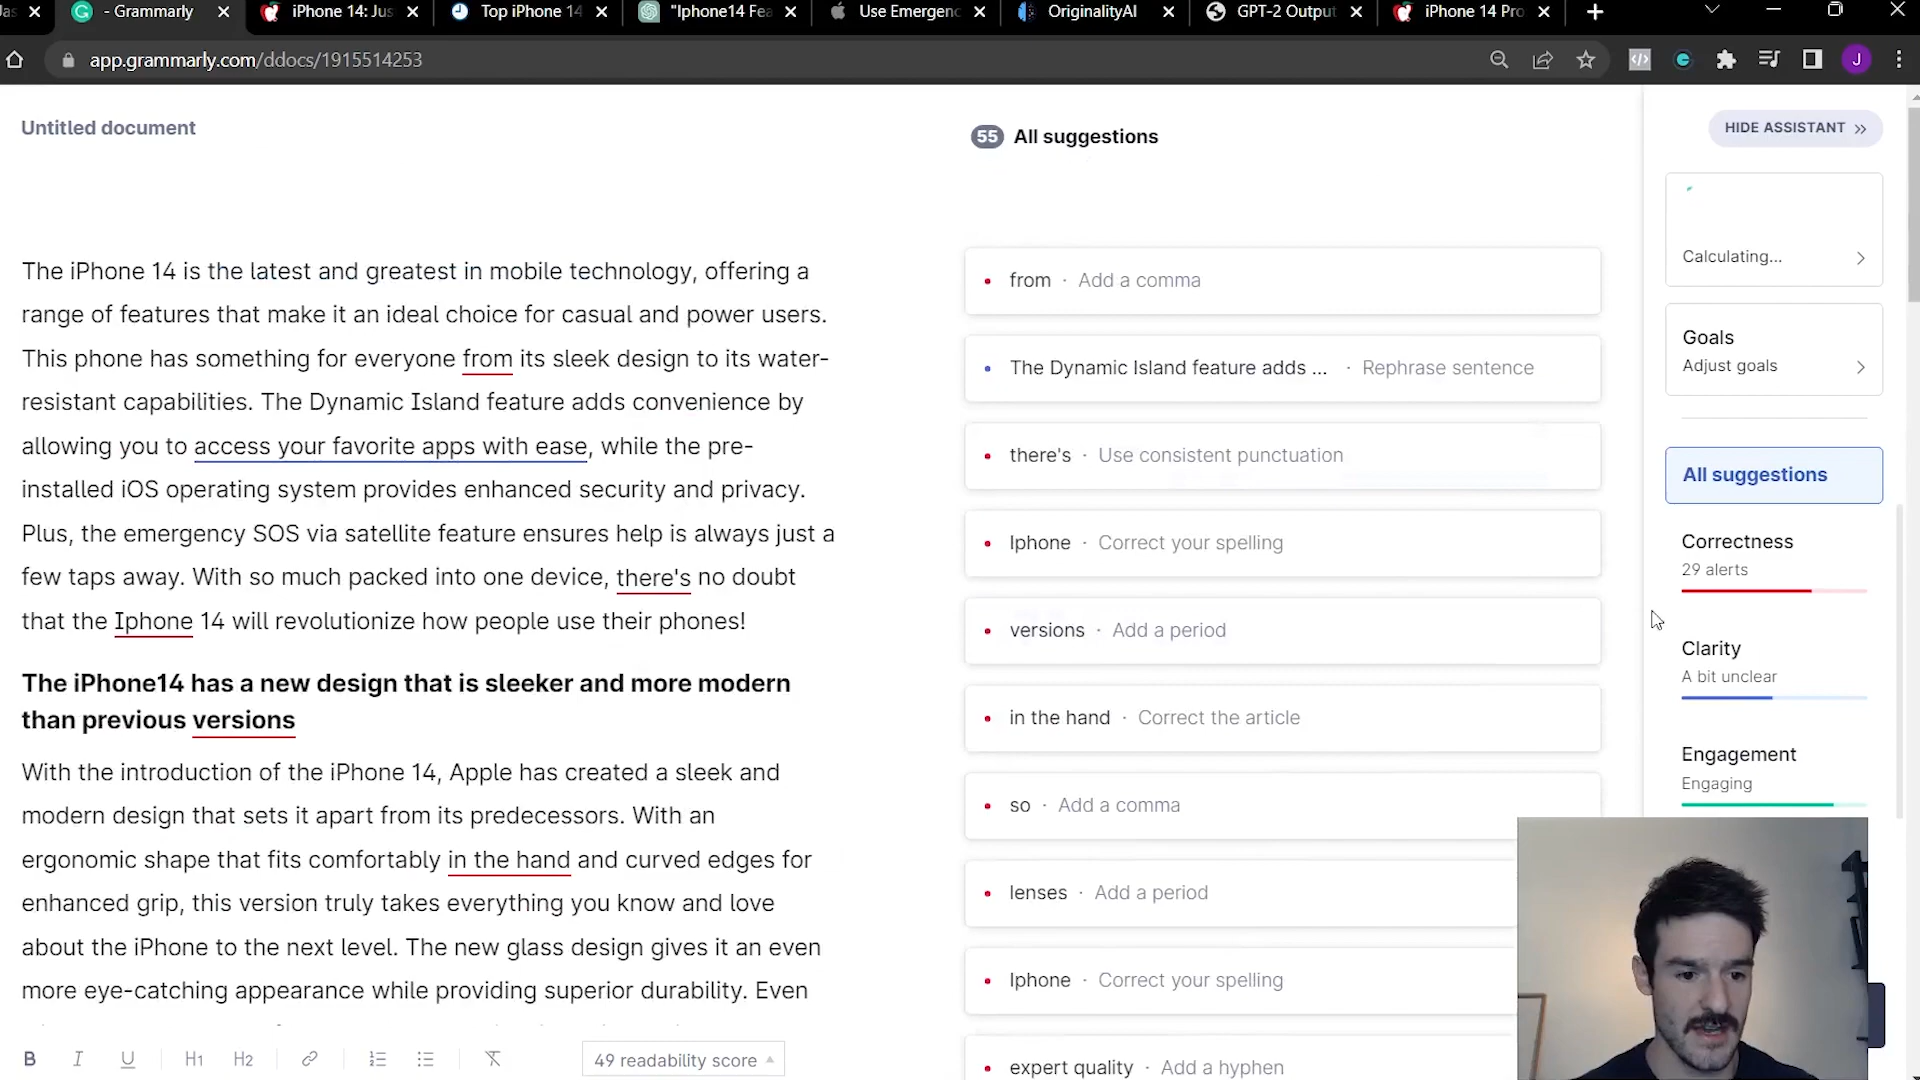 as
- Grammarly
iPhone 14: Jus
Top iPhone 14
"Iphone14 Fea
Use Emergenc
OriginalityAI
GPT-2 Output
iPhone 14 Pro
app.grammarly.com/ddocs/1915514253
J
Untitled document
The iPhone 14 is the latest and greatest in mobile technology, offering a
range of features that make it an ideal choice for casual and power users.
This phone has something for everyone from its sleek design to its water-
resistant capabilities. The Dynamic Island feature adds convenience by
allowing you to access your favorite apps with ease, while the pre-
installed iOS operating system provides enhanced security and privacy.
Plus, the emergency SOS via satellite feature ensures help is always just a
few taps away. With so much packed into one device, there's no doubt
that the Iphone 14 will revolutionize how people use their phones!
The iPhone14 has a new design that is sleeker and more modern
than previous versions
With the introduction of the iPhone 14, Apple has created a sleek and
modern design that sets it apart from its predecessors. With an
ergonomic shape that fits comfortably in the hand and curved edges for
enhanced grip, this version truly takes everything you know and love
about the iPhone to the next level. The new glass design gives it an even
more eye-catching appearance while providing superior durability. Even
B I U H1 H2
49 readability score
55 All suggestions
from · Add a comma
The Dynamic Island feature adds ... · Rephrase sentence
there's · Use consistent punctuation
Iphone · Correct your spelling
versions · Add a period
in the hand · Correct the article
so · Add a comma
lenses · Add a period
Iphone · Correct your spelling
expert quality · Add a hyphen
HIDE ASSISTANT
Calculating...
Goals
Adjust goals
All suggestions
Correctness
29 alerts
Clarity
A bit unclear
Engagement
Engaging